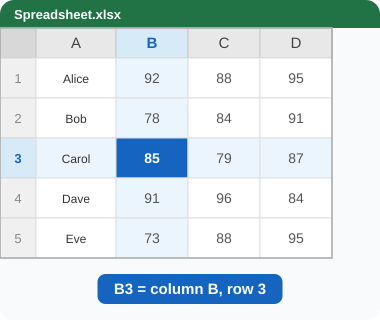 Spreadsheet.xlsx
A B C D
1 Alice 92 88 95
2 Bob 78 84 91
3 Carol 85 79 87
4 Dave 91 96 84
5 Eve 73 88 95
B3 = column B, row 3